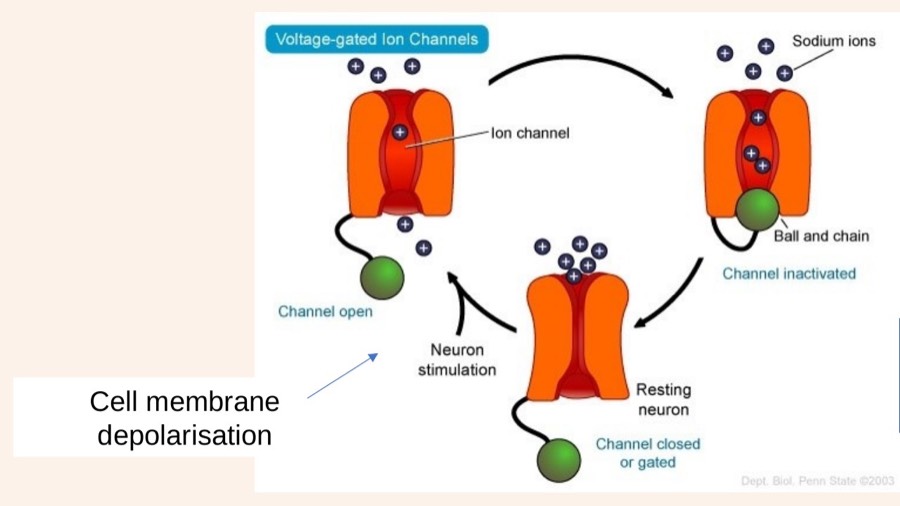 Voltage-gated Ion Channels
Sodium ions
Ion channel
Ball and chain
Channel inactivated
Channel open
Neuron
stimulation
Resting
neuron
Channel closed
or gated
Cell membrane
depolarisation
Dept. Biol. Penn State ©2003